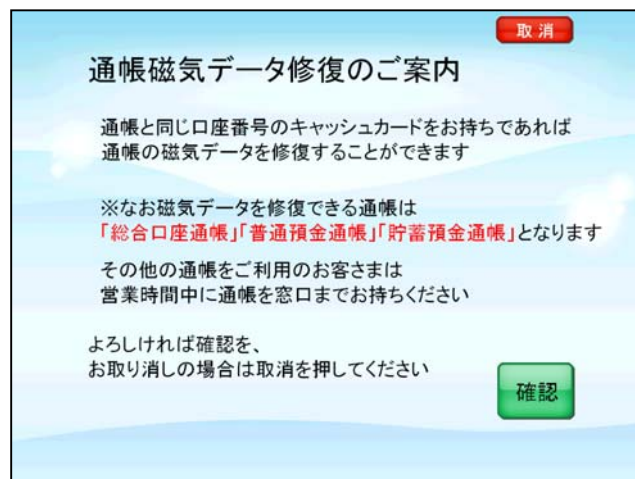 取消
通帳磁気データ修復のご案内
通帳と同じ口座番号のキャッシュカードをお持ちであれば
通帳の磁気データを修復することができます
※なお磁気データを修復できる通帳は
「総合口座通帳」「普通預金通帳」「貯蓄預金通帳」となります
その他の通帳をご利用のお客さまは
営業時間中に通帳を窓口までお持ちください
よろしければ確認を、
お取り消しの場合は取消を押してください
確認